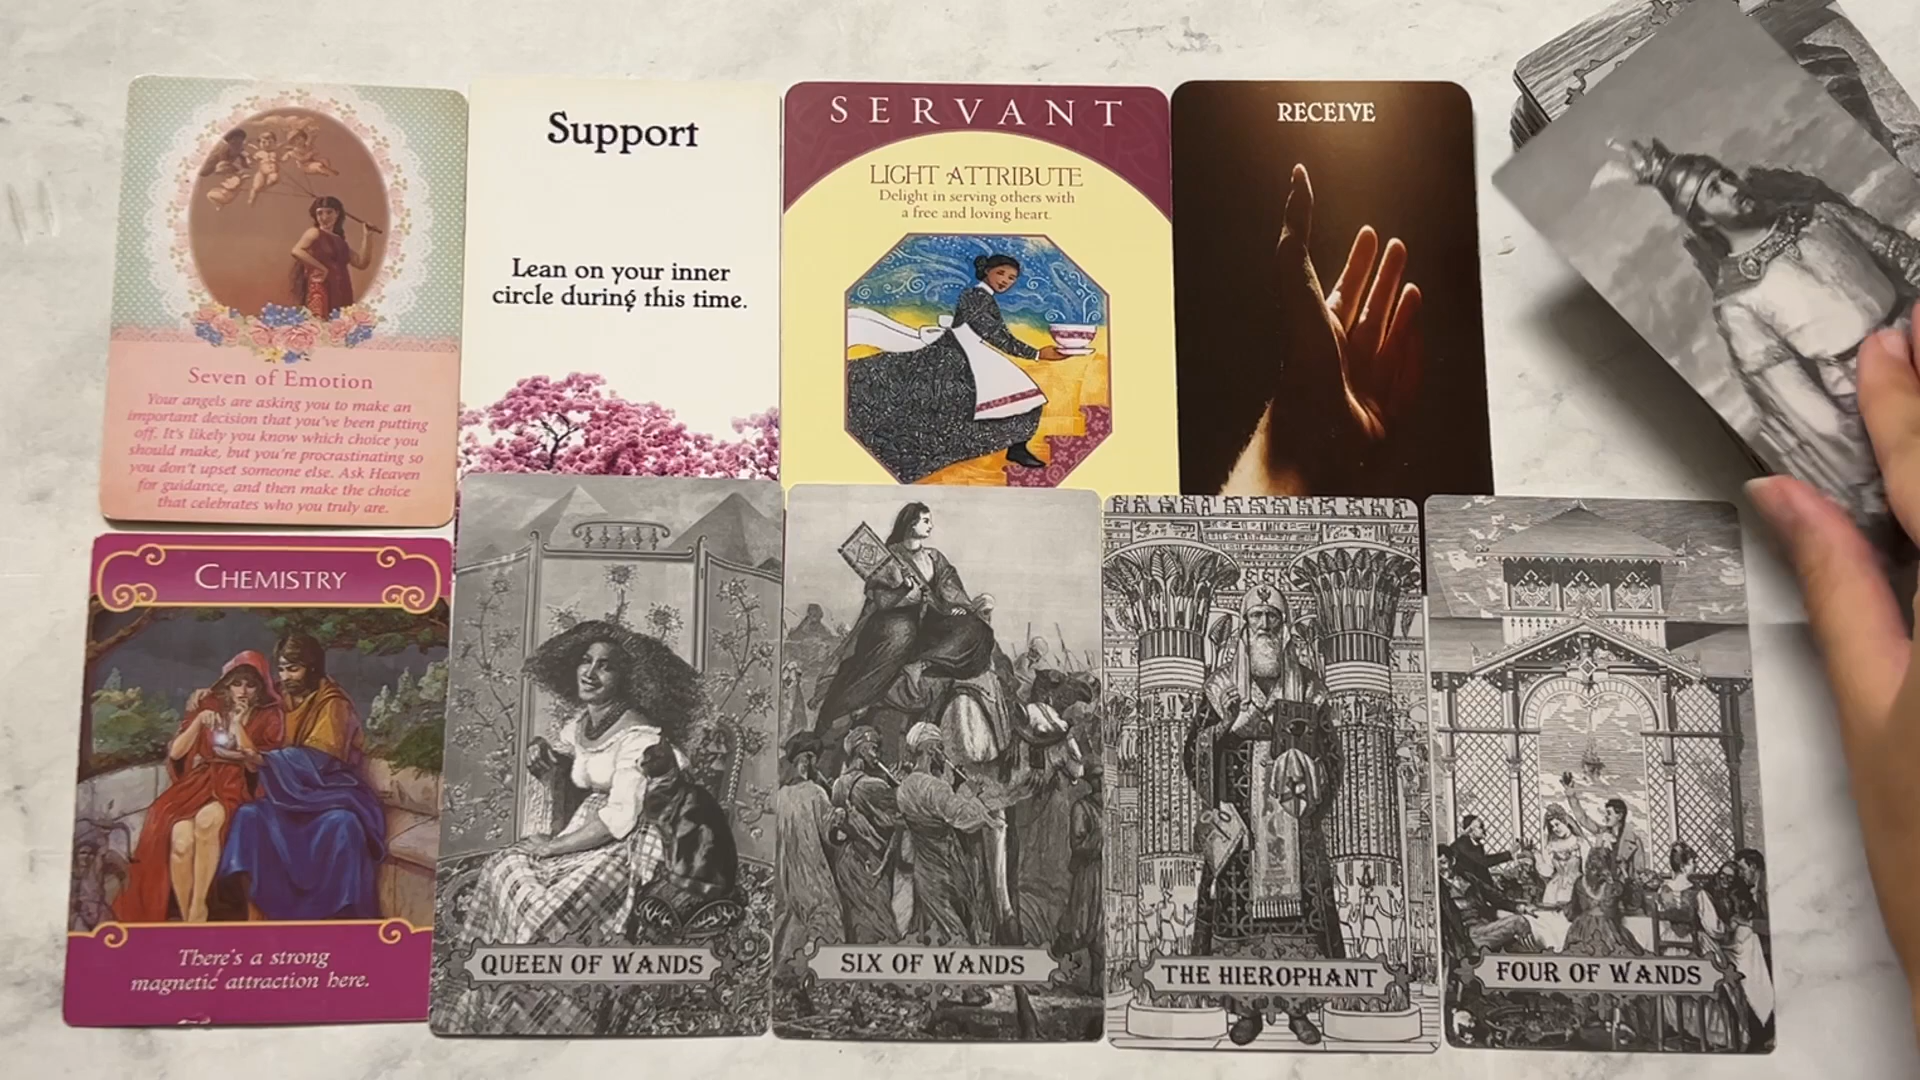 Seven of Emotion
Your angels are asking you to make an
important decision that you've been putting
off. It's likely you know which choice you
should make, but you're procrastinating so
you don't upset someone else. Ask Heaven
for guidance, and then make the choice
that celebrates who you truly are.
Support
Lean on your inner
circle during this time.
SERVANT
LIGHT ATTRIBUTE
Delight in serving others with
a free and loving heart.
RECEIVE
CHEMISTRY
There's a strong
magnetic attraction here.
QUEEN OF WANDS
SIX OF WANDS
THE HIEROPHANT
FOUR OF WANDS